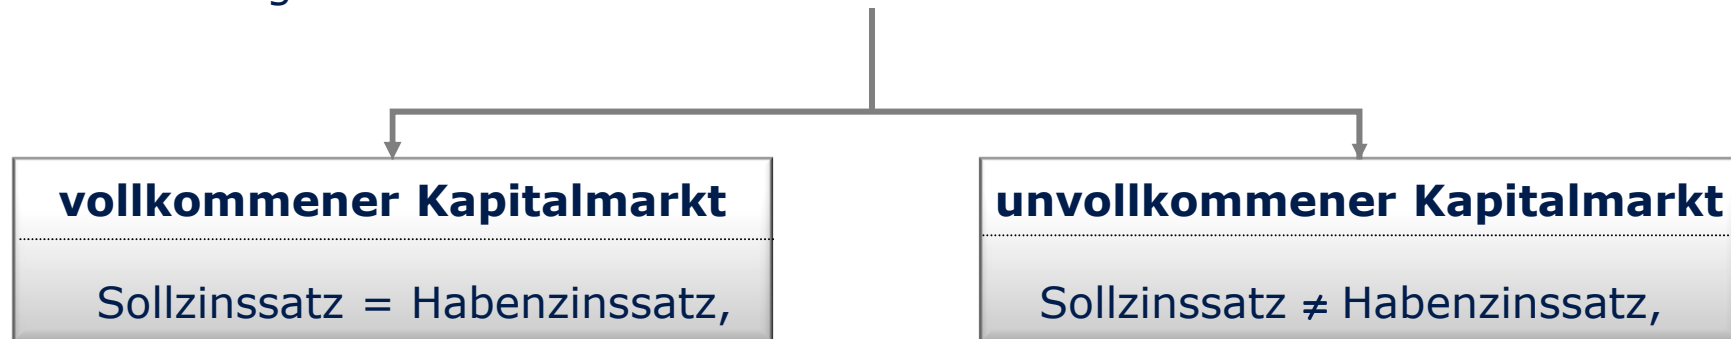 vollkommener Kapitalmarkt
unvollkommener Kapitalmarkt
Sollzinssatz = Habenzinssatz,
Sollzinssatz ≠ Habenzinssatz,